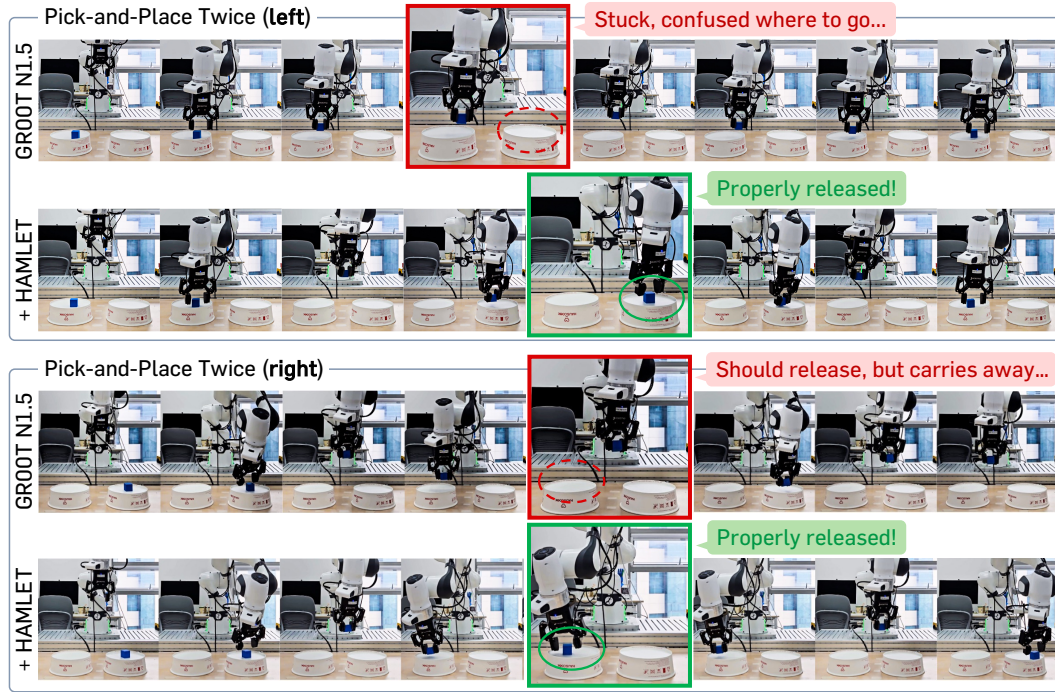 Pick-and-Place Twice (left)
Stuck, confused where to go...
GR00T N1.5
Properly released!
+ HAMLET
Pick-and-Place Twice (right)
Should release, but carries away...
GR00T N1.5
Properly released!
+ HAMLET